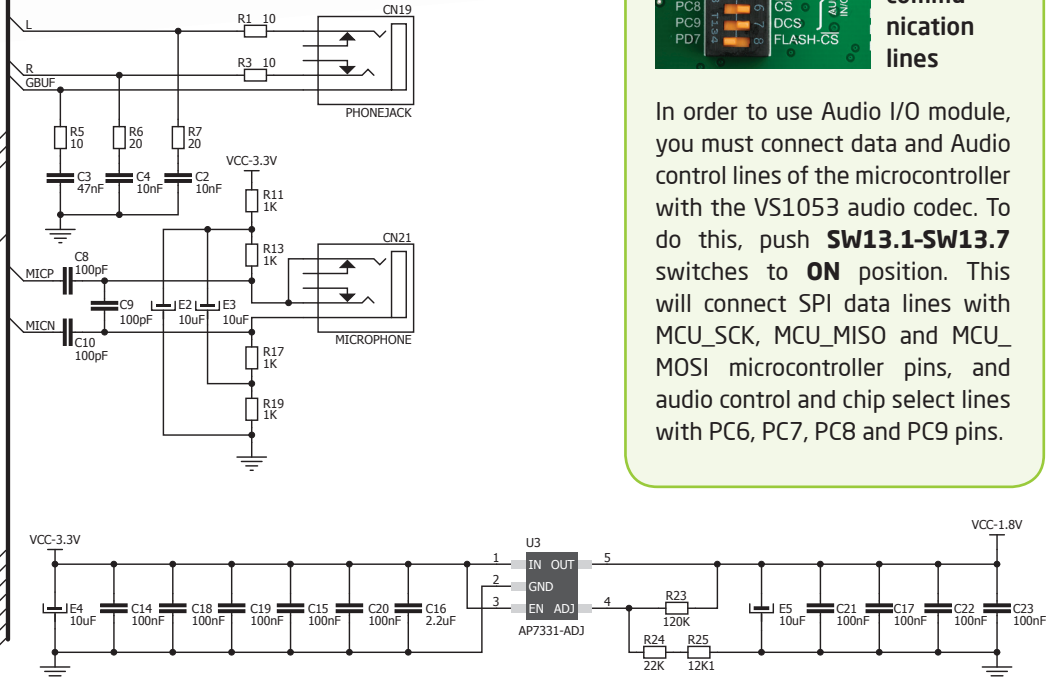 CN19
L
R1 10
R
R3 10
GBUF
PHONEJACK
R5
10
R6
20
R7
20
C3
47nF
C4
10nF
C2
10nF
VCC-3.3V
R11
1K
R13
1K
CN21
MICP
C8
100pF
C9
100pF
E2
10uF
E3
10uF
MICN
C10
100pF
MICROPHONE
R17
1K
R19
1K
PC8
PC9
PD7
T134
6
7
8
CS
DCS
FLASH-CS
nication
lines
In order to use Audio I/O module,
you must connect data and Audio
control lines of the microcontroller
with the VS1053 audio codec. To
do this, push SW13.1-SW13.7
switches to ON position. This
will connect SPI data lines with
MCU_SCK, MCU_MISO and MCU_
MOSI microcontroller pins, and
audio control and chip select lines
with PC6, PC7, PC8 and PC9 pins.
VCC-3.3V
E4
10uF
C14
100nF
C18
100nF
C19
100nF
C15
100nF
C20
100nF
C16
2.2uF
U3
1
IN OUT
5
2
GND
3
EN ADJ
4
AP7331-ADJ
R23
120K
R24
22K
R25
12K1
VCC-1.8V
E5
10uF
C21
100nF
C17
100nF
C22
100nF
C23
100nF